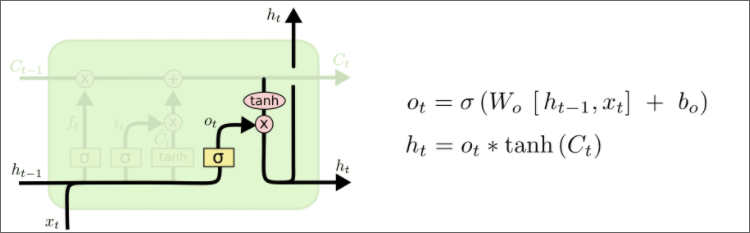 h_t
C_{t-1}
C_t
×
+
tanh
f_t
i_t
o_t
×
×
C_t
σ
σ
tanh
σ
h_{t-1}
h_t
x_t
o_t = σ (W_o [h_{t-1}, x_t] + b_o)
h_t = o_t * tanh (C_t)